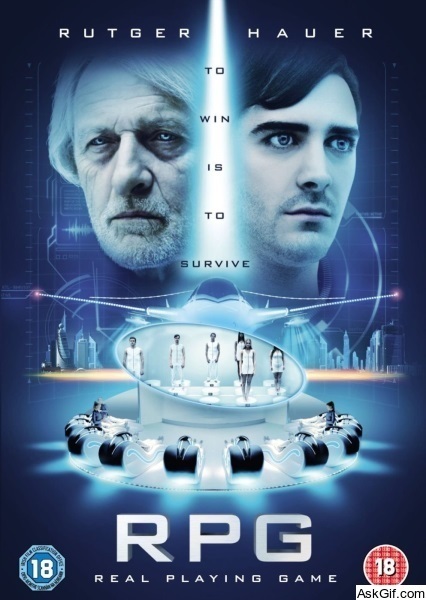 RUTGER HAUER
TO
WIN
IS
TO
SURVIVE
RPG
REAL PLAYING GAME
18
18
AskGif.com